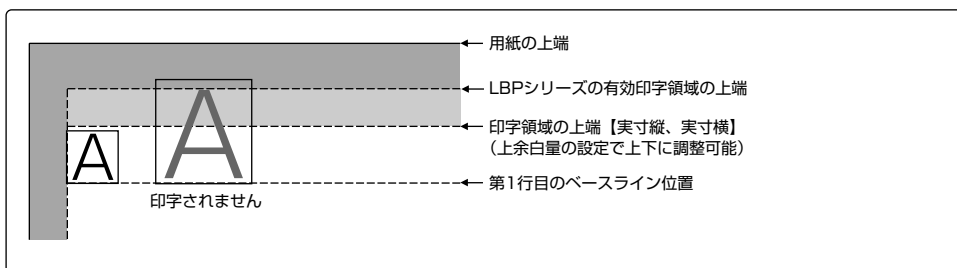 用紙の上端
LBPシリーズの有効印字領域の上端
印字領域の上端【実寸縦、実寸横】
（上余白量の設定で上下に調整可能）
第1行目のベースライン位置
A
A
印字されません